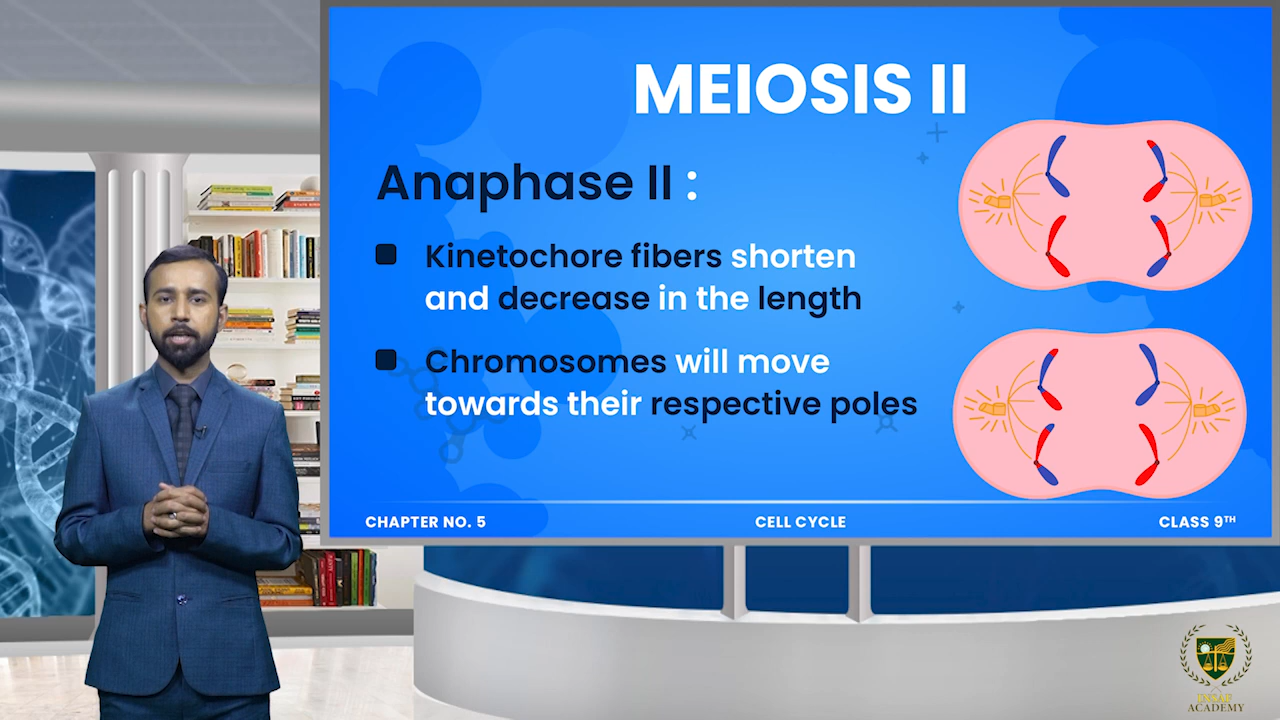 MEIOSIS II
Anaphase II :
Kinetochore fibers shorten
and decrease in the length
Chromosomes will move
towards their respective poles
CHAPTER NO. 5
CELL CYCLE
CLASS 9TH
ACADEMY